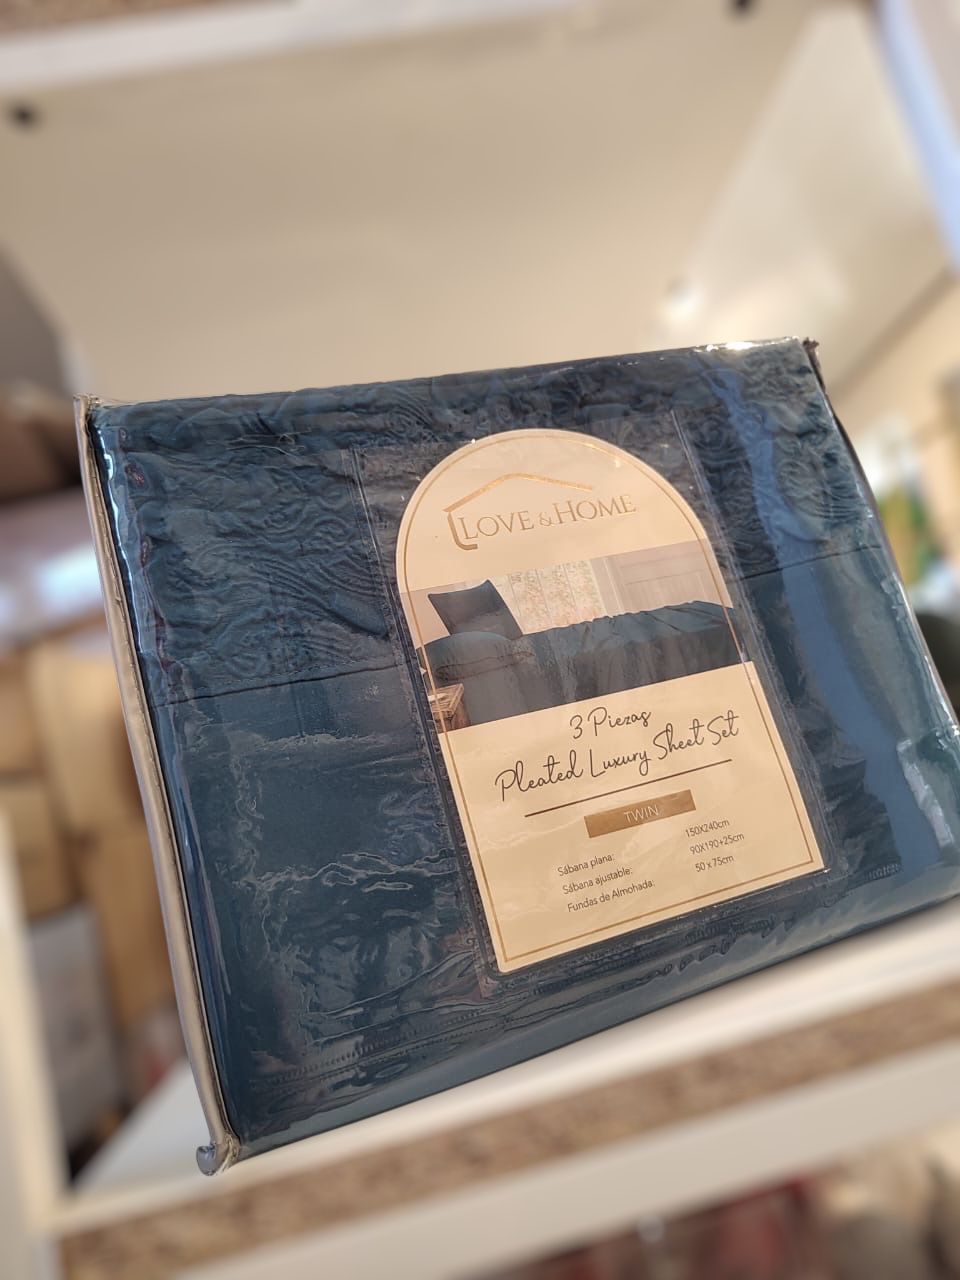 LOVE & HOME
3 Piezas
Pleated Luxury Sheet Set
TWIN
Sábana plana: 150X240cm
Sábana ajustable: 90X190+25cm
Fundas de Almohada: 50 x 75cm